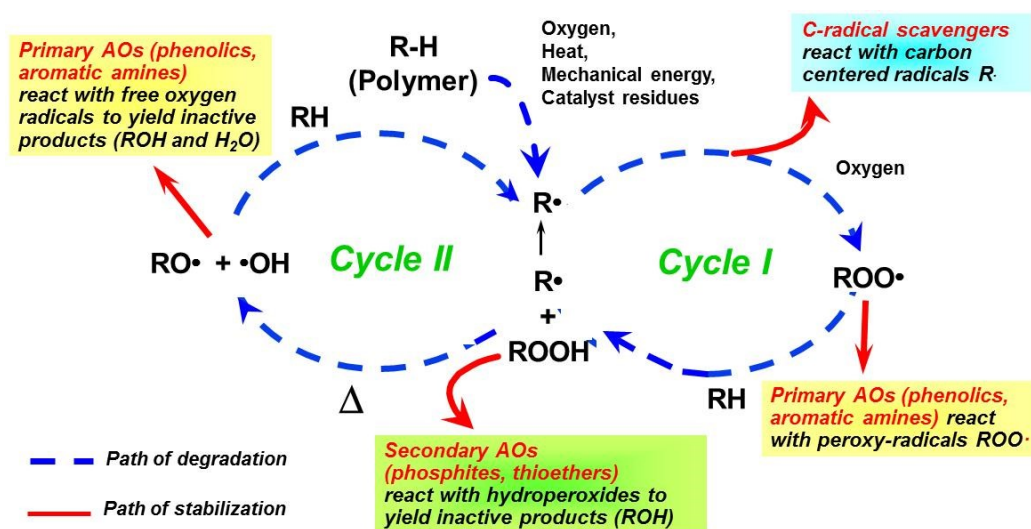 Primary AOs (phenolics,
aromatic amines)
react with free oxygen
radicals to yield inactive
products (ROH and H₂O)
R-H
(Polymer)
Oxygen,
Heat,
Mechanical energy,
Catalyst residues
C-radical scavengers
react with carbon
centered radicals R·
RH
Oxygen
R•
Cycle II
Cycle I
RO• + •OH
R•
+
ROOH
ROO•
Δ
RH
Primary AOs (phenolics,
aromatic amines) react
with peroxy-radicals ROO·
Secondary AOs
(phosphites, thioethers)
react with hydroperoxides to
yield inactive products (ROH)
Path of degradation
Path of stabilization